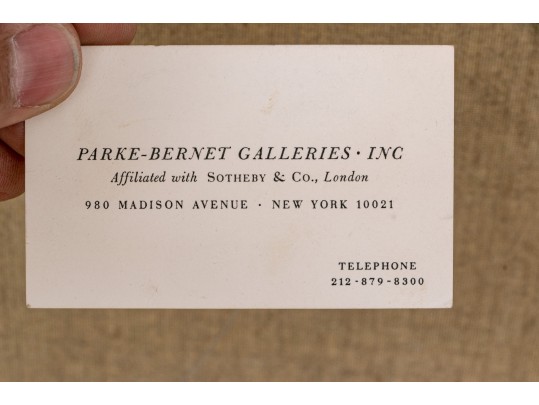 PARKE-BERNET GALLERIES · INC
Affiliated with SOTHEBY & CO., London
980 MADISON AVENUE · NEW YORK 10021
TELEPHONE
212-879-8300